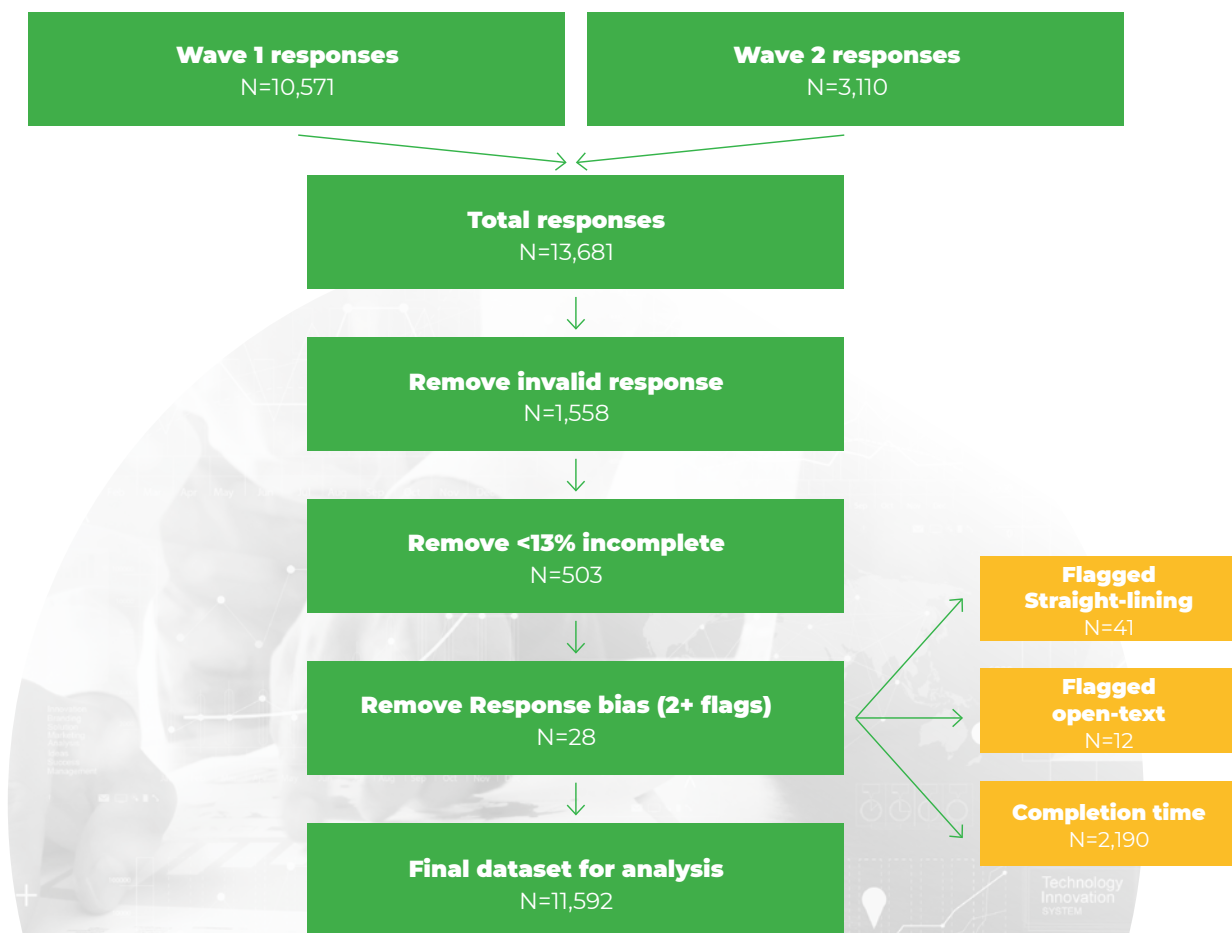 Wave 1 responses
N=10,571
Wave 2 responses
N=3,110
Total responses
N=13,681
Remove invalid response
N=1,558
Remove <13% incomplete
N=503
Remove Response bias (2+ flags)
N=28
Flagged
Straight-lining
N=41
Flagged
open-text
N=12
Completion time
N=2,190
Final dataset for analysis
N=11,592
Technology
Innovation
SYSTEM